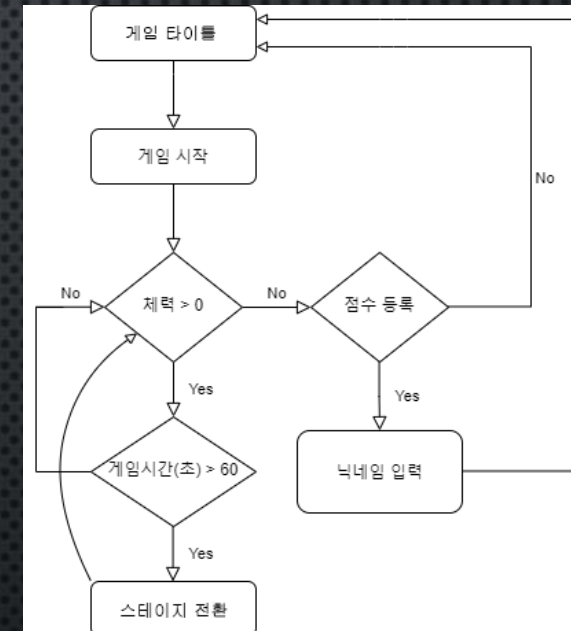 게임 타이틀
게임 시작
No
No
No
체력 > 0
점수 등록
Yes
Yes
게임시간(초) > 60
닉네임 입력
Yes
스테이지 전환